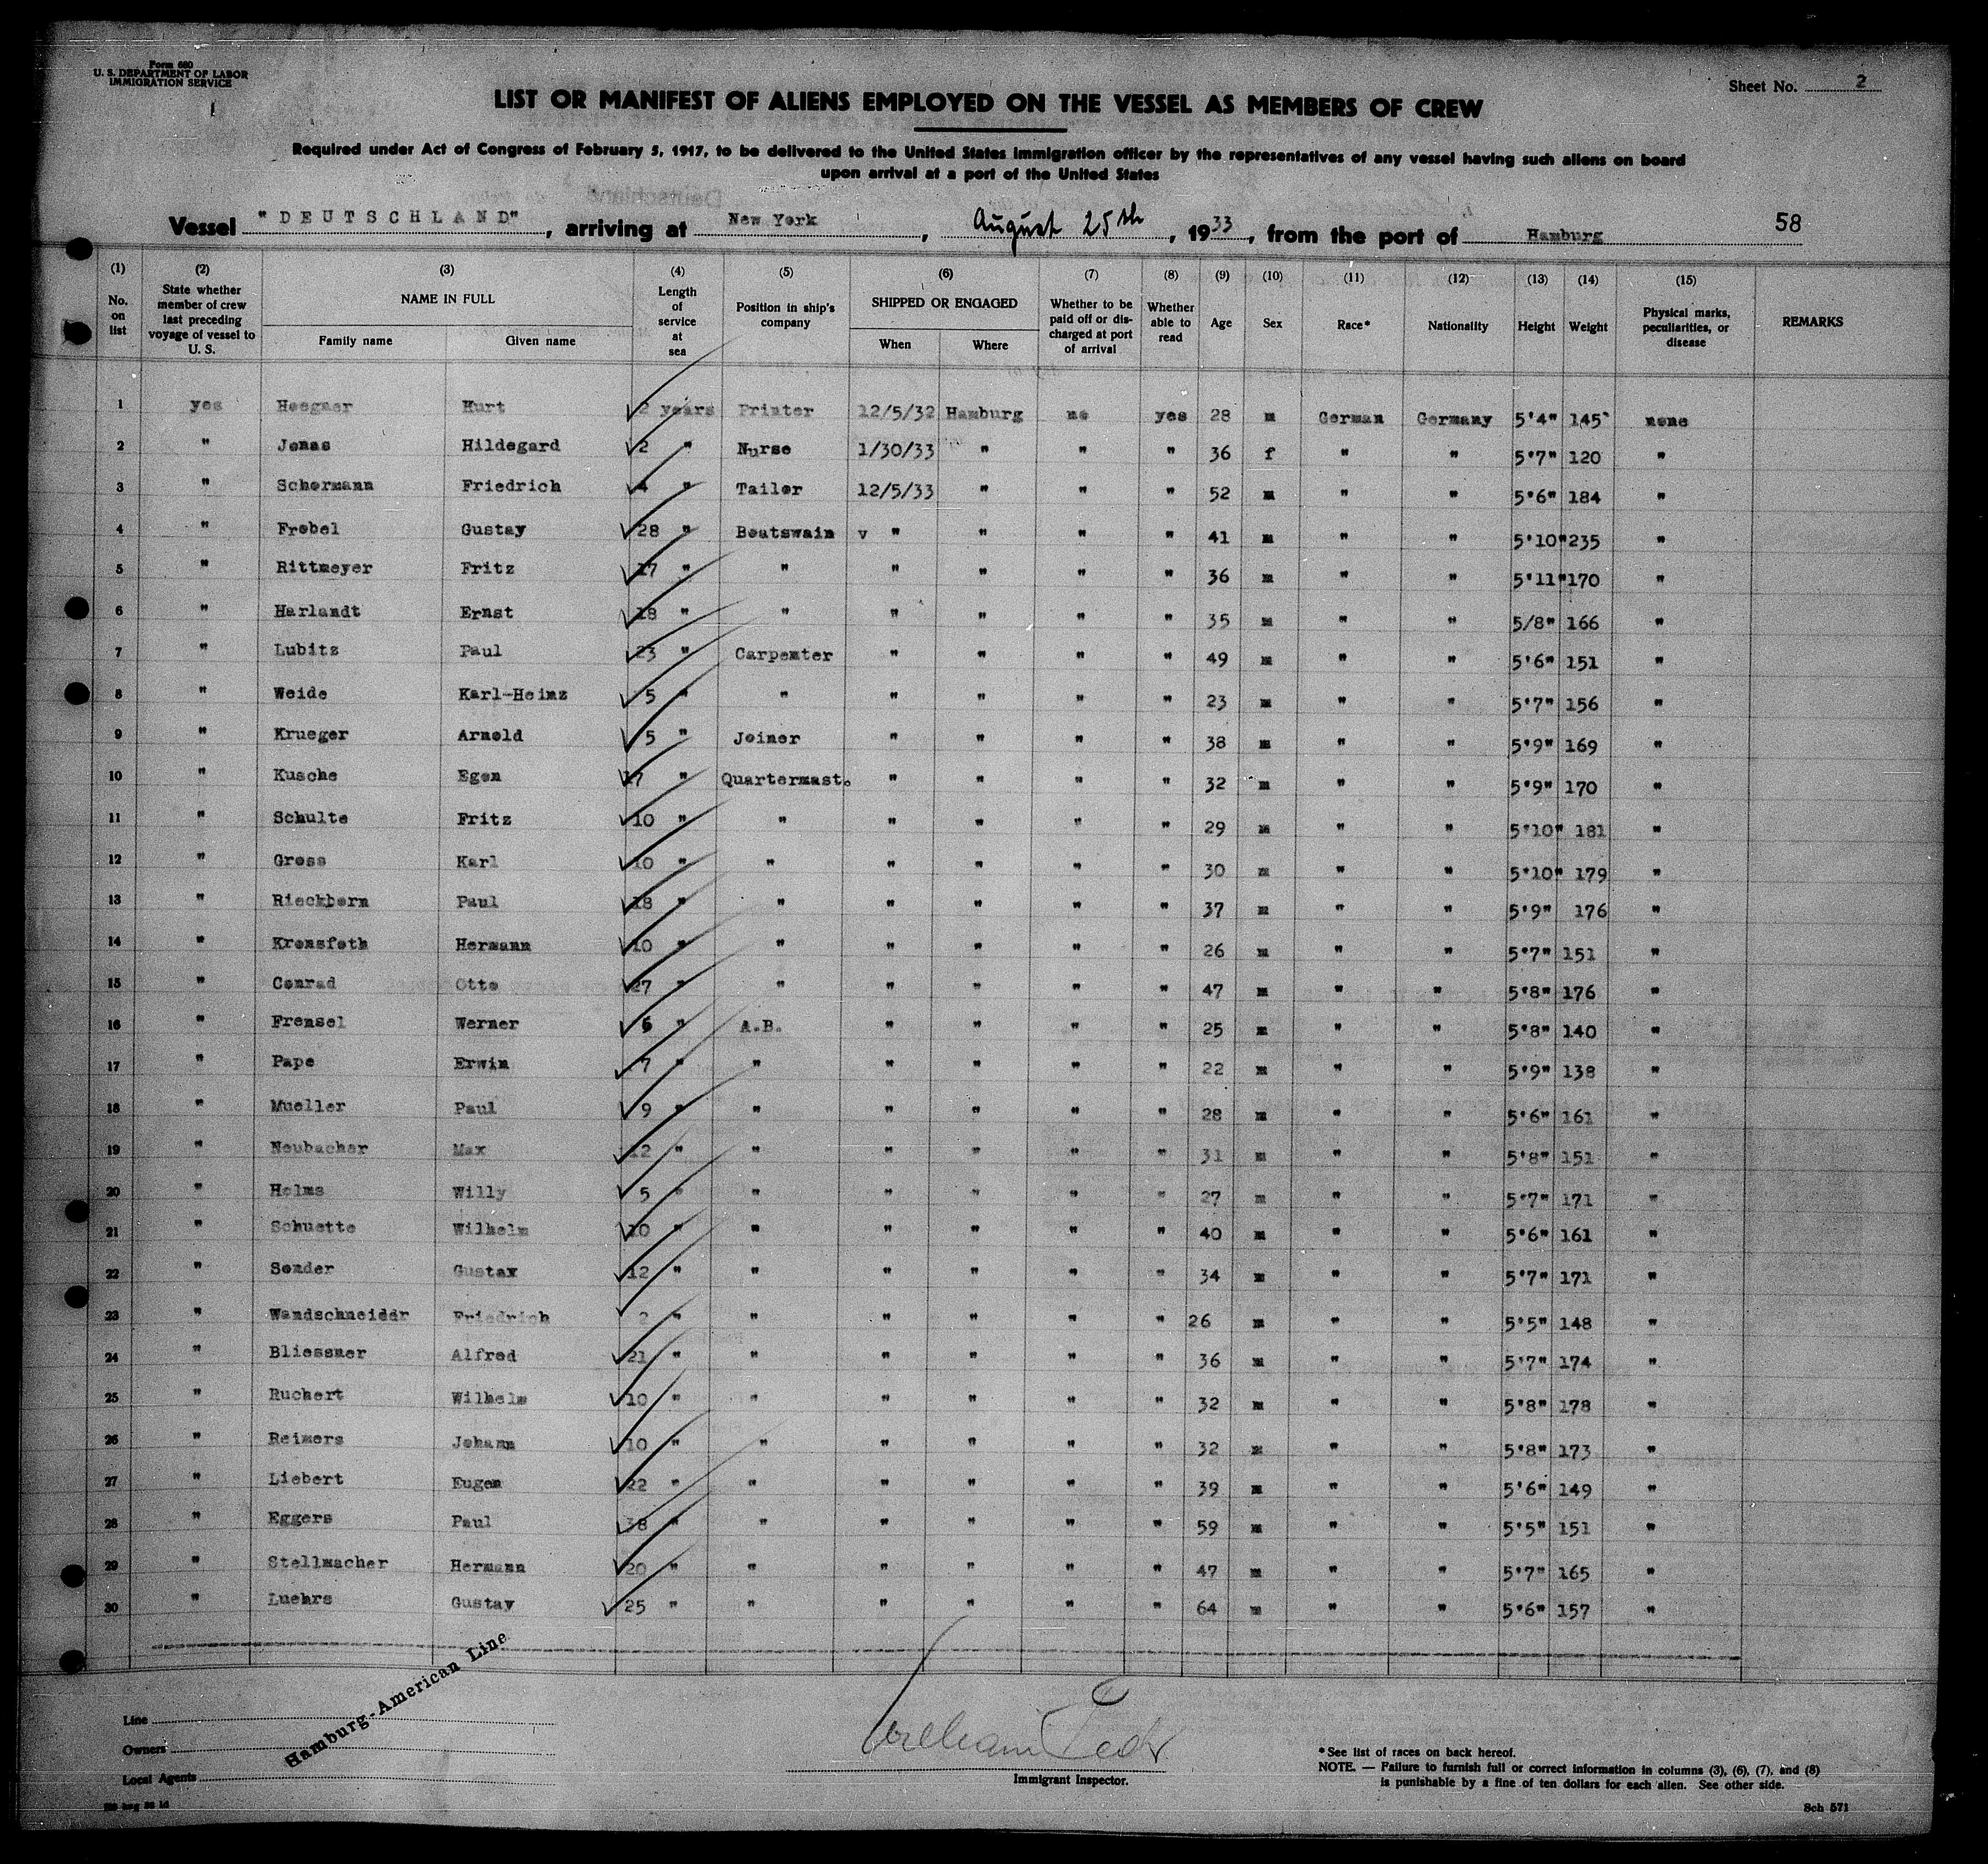 Form 680
U. S. DEPARTMENT OF LABOR
IMMIGRATION SERVICE
Sheet No. 2
LIST OR MANIFEST OF ALIENS EMPLOYED ON THE VESSEL AS MEMBERS OF CREW
Required under Act of Congress of February 5, 1917, to be delivered to the United States immigration officer by the representatives of any vessel having such aliens on board
upon arrival at a port of the United States
Vessel "DEUTSCHLAND", arriving at New York, August 25th, 1933, from the port of Hamburg 58
(1) (2) (3) (4) (5) (6) (7) (8) (9) (10) (11) (12) (13) (14) (15)
No. on list State whether member of crew last preceding voyage of vessel to U. S. NAME IN FULL Family name Given name Length of service at sea Position in ship's company SHIPPED OR ENGAGED When Where Whether to be paid off or discharged at port of arrival Whether able to read Age Sex Race* Nationality Height Weight Physical marks, peculiarities, or disease REMARKS
1 yes Heegner Kurt 2 years Printer 12/5/32 Hamburg no yes 28 m German Germany 5'4" 145 none
2 " Jonas Hildegard 2 " Nurse 1/30/33 " " " 36 f " " 5'7" 120 "
3 " Schormann Friedrich 4 " Tailor 12/5/33 " " " 52 m " " 5'6" 184 "
4 " Frobel Gustav 28 " Boatswain v " " " " 41 m " " 5'10" 235 "
5 " Rittmeyer Fritz 17 " " " " " " 36 m " " 5'11" 170 "
6 " Harlandt Ernst 18 " " " " " " 35 m " " 5/8" 166 "
7 " Lubitz Paul 23 " Carpenter " " " " 49 m " " 5'6" 151 "
8 " Weide Karl-Heinz 5 " " " " " " 23 m " " 5'7" 156 "
9 " Krueger Arnold 5 " Joiner " " " " 38 m " " 5'9" 169 "
10 " Kusche Egon 17 " Quartermast. " " " " 32 m " " 5'9" 170 "
11 " Schulte Fritz 10 " " " " " " 29 m " " 5'10" 181 "
12 " Gross Karl 10 " " " " " " 30 m " " 5'10" 179 "
13 " Rieckborn Paul 18 " " " " " " 37 m " " 5'9" 176 "
14 " Kronsfoth Hermann 10 " " " " " " 26 m " " 5'7" 151 "
15 " Conrad Otto 27 " " " " " " 47 m " " 5'8" 176 "
16 " Frensel Werner 6 " A.B. " " " " 25 m " " 5'8" 140 "
17 " Pape Erwin 7 " " " " " " 22 m " " 5'9" 138 "
18 " Mueller Paul 9 " " " " " " 28 m " " 5'6" 161 "
19 " Neubacher Max 12 " " " " " " 31 m " " 5'8" 151 "
20 " Helms Willy 5 " " " " " " 27 m " " 5'7" 171 "
21 " Schuette Wilhelm 10 " " " " " " 40 m " " 5'6" 161 "
22 " Sonder Gustav 12 " " " " " " 34 m " " 5'7" 171 "
23 " Wandschneiddr Friedrich 2 " " " " " " 26 m " " 5'5" 148 "
24 " Bliessner Alfred 21 " " " " " " 36 m " " 5'7" 174 "
25 " Ruchert Wilhelm 10 " " " " " " 32 m " " 5'8" 178 "
26 " Reimers Johann 10 " " " " " " 32 m " " 5'8" 173 "
27 " Liebert Eugen 22 " " " " " " 39 m " " 5'6" 149 "
28 " Eggers Paul 38 " " " " " " 59 m " " 5'5" 151 "
29 " Stellmacher Hermann 20 " " " " " " 47 m " " 5'7" 165 "
30 " Luehrs Gustav 25 " " " " " " 64 m " " 5'6" 157 "
Line
Owners
Local Agents
Hamburg-American Line
Immigrant Inspector.
*See list of races on back hereof.
NOTE. — Failure to furnish full or correct information in columns (3), (6), (7), and (8)
is punishable by a fine of ten dollars for each alien. See other side.
Sch 571